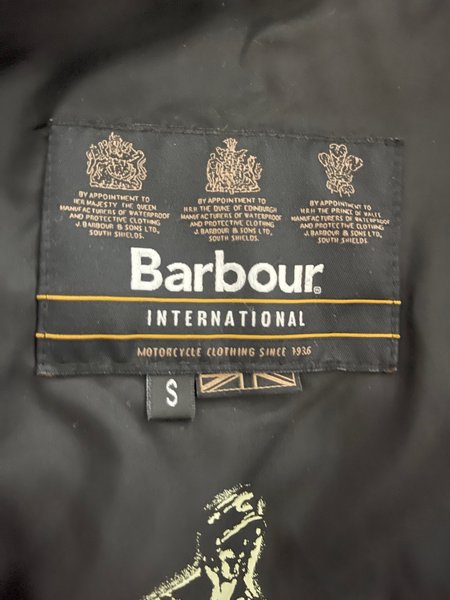 BY APPOINTMENT TO
HER MAJESTY THE QUEEN
MANUFACTURERS OF WATERPROOF
AND PROTECTIVE CLOTHING
J. BARBOUR & SONS LTD,
SOUTH SHIELDS.
BY APPOINTMENT TO
H.R.H THE DUKE OF EDINBURGH
MANUFACTURERS OF WATERPROOF
AND PROTECTIVE CLOTHING
J. BARBOUR & SONS LTD,
SOUTH SHIELDS.
BY APPOINTMENT TO
H.R.H THE PRINCE OF WALES
MANUFACTURERS OF WATERPROOF
AND PROTECTIVE CLOTHING
J. BARBOUR & SONS LTD,
SOUTH SHIELDS.
Barbour®
INTERNATIONAL
MOTORCYCLE CLOTHING SINCE 1936
S